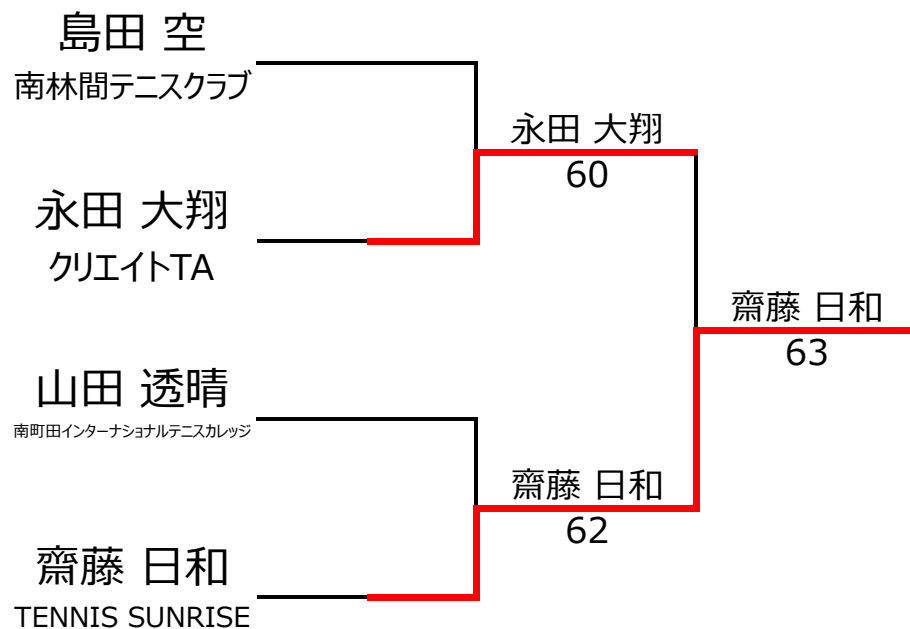 島田 空
南林間テニスクラブ
永田 大翔
60
永田 大翔
クリエイトTA
齋藤 日和
63
山田 透晴
南町田インターナショナルテニスカレッジ
齋藤 日和
62
齋藤 日和
TENNIS SUNRISE